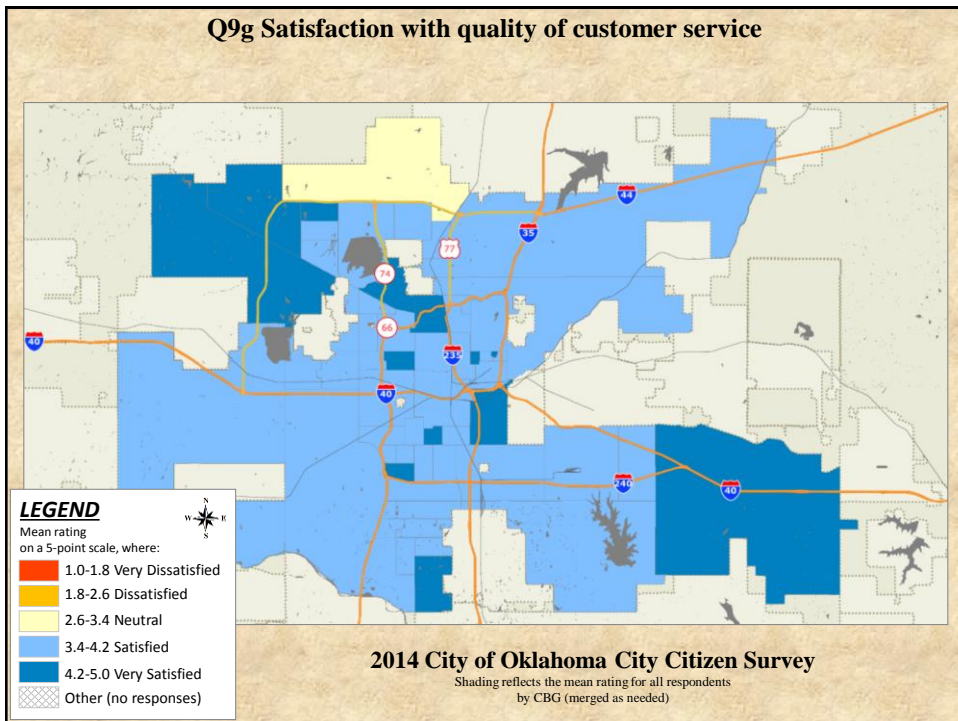 Q9g Satisfaction with quality of customer service
44
35
77
74
66
40
235
40
240
40
LEGEND
N
W E
S
Mean rating
on a 5-point scale, where:
1.0-1.8 Very Dissatisfied
1.8-2.6 Dissatisfied
2.6-3.4 Neutral
3.4-4.2 Satisfied
4.2-5.0 Very Satisfied
Other (no responses)
2014 City of Oklahoma City Citizen Survey
Shading reflects the mean rating for all respondents
by CBG (merged as needed)